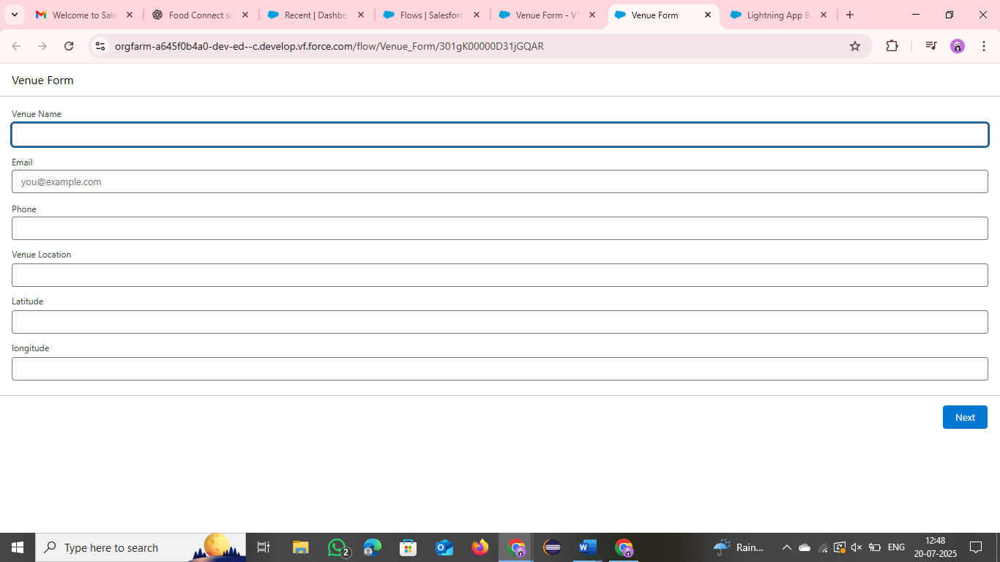 Welcome to Sale
Food Connect sc
Recent | Dashbo
Flows | Salesforc
Venue Form - V1
Venue Form
Lightning App B
orgfarm-a645f0b4a0-dev-ed--c.develop.vf.force.com/flow/Venue_Form/301gK00000D31jGQAR
Venue Form
Venue Name
Email
you@example.com
Phone
Venue Location
Latitude
longitude
Next
Type here to search
2
Rain...
ENG
12:48
20-07-2025